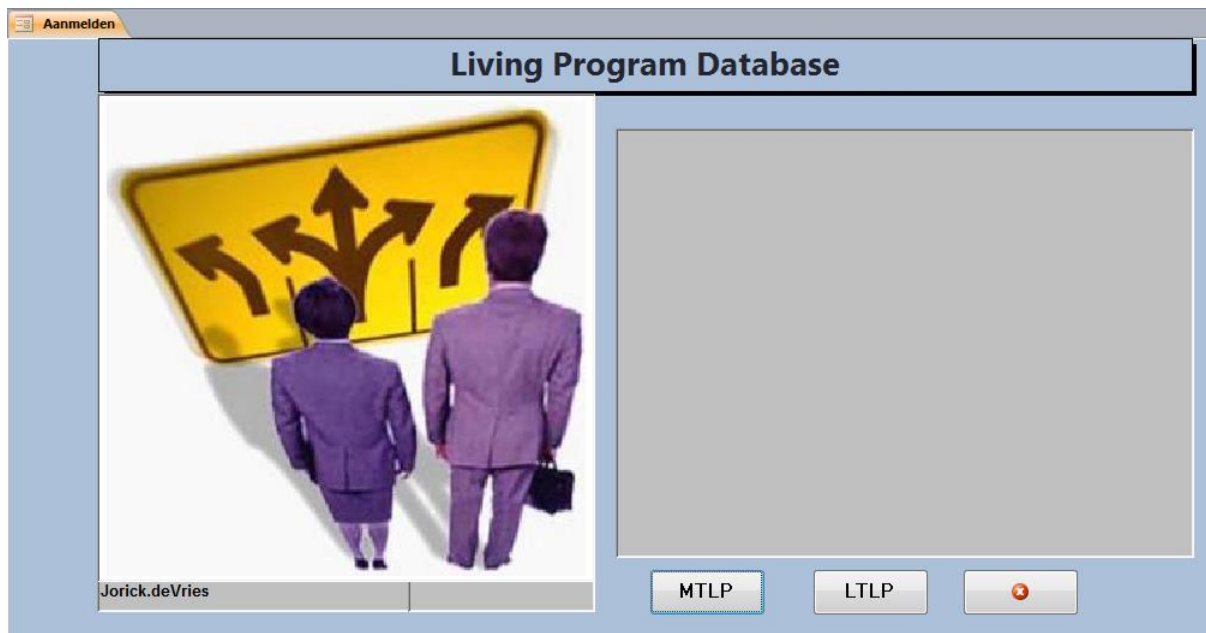 Aanmelden
Living Program Database
Jorick.deVries
MTLP
LTLP